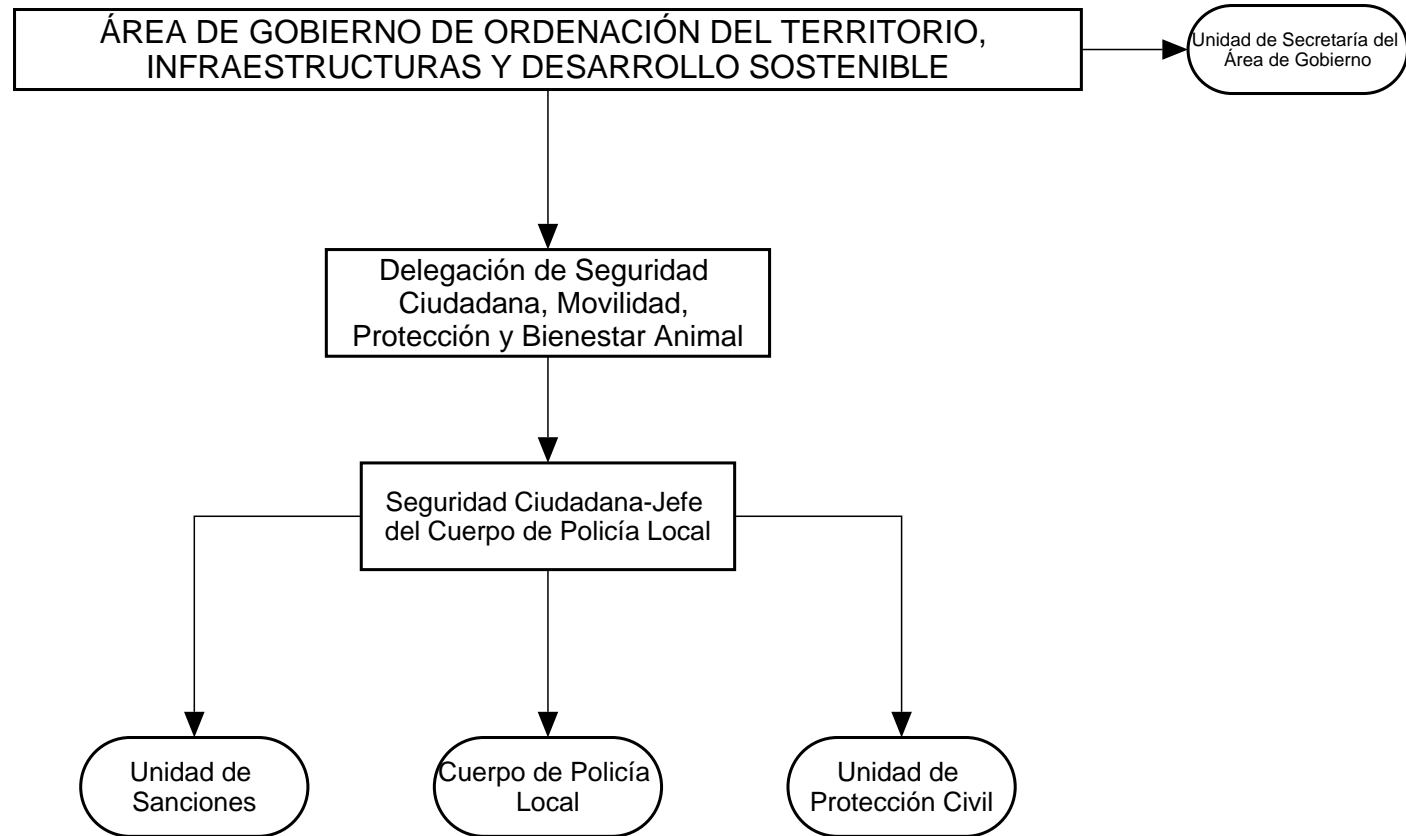 ÁREA DE GOBIERNO DE ORDENACIÓN DEL TERRITORIO,
INFRAESTRUCTURAS Y DESARROLLO SOSTENIBLE
Unidad de Secretaría del
Área de Gobierno
Delegación de Seguridad
Ciudadana, Movilidad,
Protección y Bienestar Animal
Seguridad Ciudadana-Jefe
del Cuerpo de Policía Local
Unidad de
Sanciones
Cuerpo de Policía
Local
Unidad de
Protección Civil